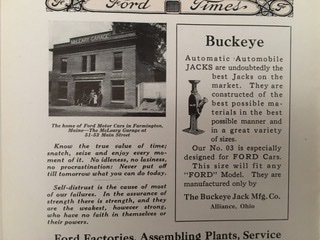 Ford Times
McLEARY GARAGE
The home of Ford Motor Cars in Farmington,
Maine—The McLeary Garage at
51-53 Main Street
Know the true value of time;
snatch, seize and enjoy every mo-
ment of it. No idleness, no laziness,
no procrastination: Never put off
till tomorrow what you can do today.
Self-distrust is the cause of most
of our failures. In the assurance of
strength there is strength, and they
are the weakest, however strong,
who have no faith in themselves or
their powers.
Buckeye
Automatic Automobile
JACKS are undoubtedly the
best Jacks on the
market. They are
constructed of the
best possible ma-
terials in the best
possible manner and
in a great variety
of sizes.
Our No. 03 is especially
designed for FORD Cars.
This size will fit any
"FORD" Model. They are
manufactured only by
The Buckeye Jack Mfg. Co.
Alliance, Ohio
Ford Factories, Assembling Plants, Service